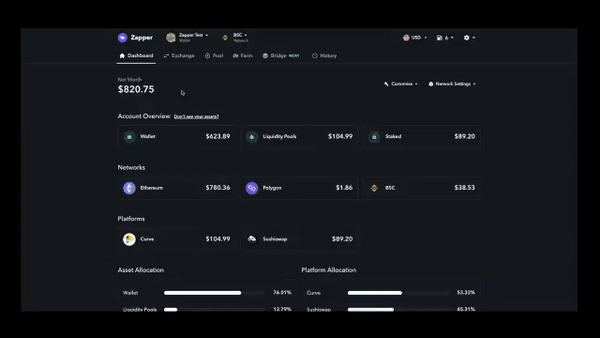 Zapper
Zapper Test
Wallet
BSC
Network
USD
6
Dashboard
Exchange
Pool
Farm
Bridge NEW!
History
Net Worth
$820.75
Customize
Network Settings
Account Overview Don't see your assets?
Wallet $623.89
Liquidity Pools $104.99
Staked $89.20
Networks
Ethereum $780.36
Polygon $1.86
BSC $38.53
Platforms
Curve $104.99
Sushiswap $89.20
Asset Allocation
Platform Allocation
Wallet 76.01%
Curve 53.33%
Liquidity Pools 12.79%
Sushiswap 45.31%